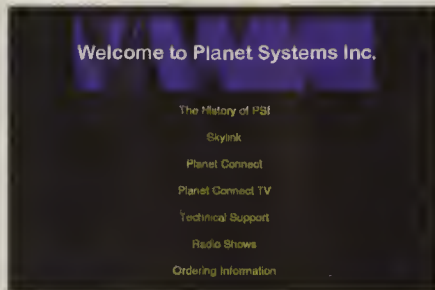 Welcome to Planet Systems Inc.
The History of PSI
Skylink
Planet Connect
Planet Connect TV
Technical Support
Radio Shows
Ordering Information